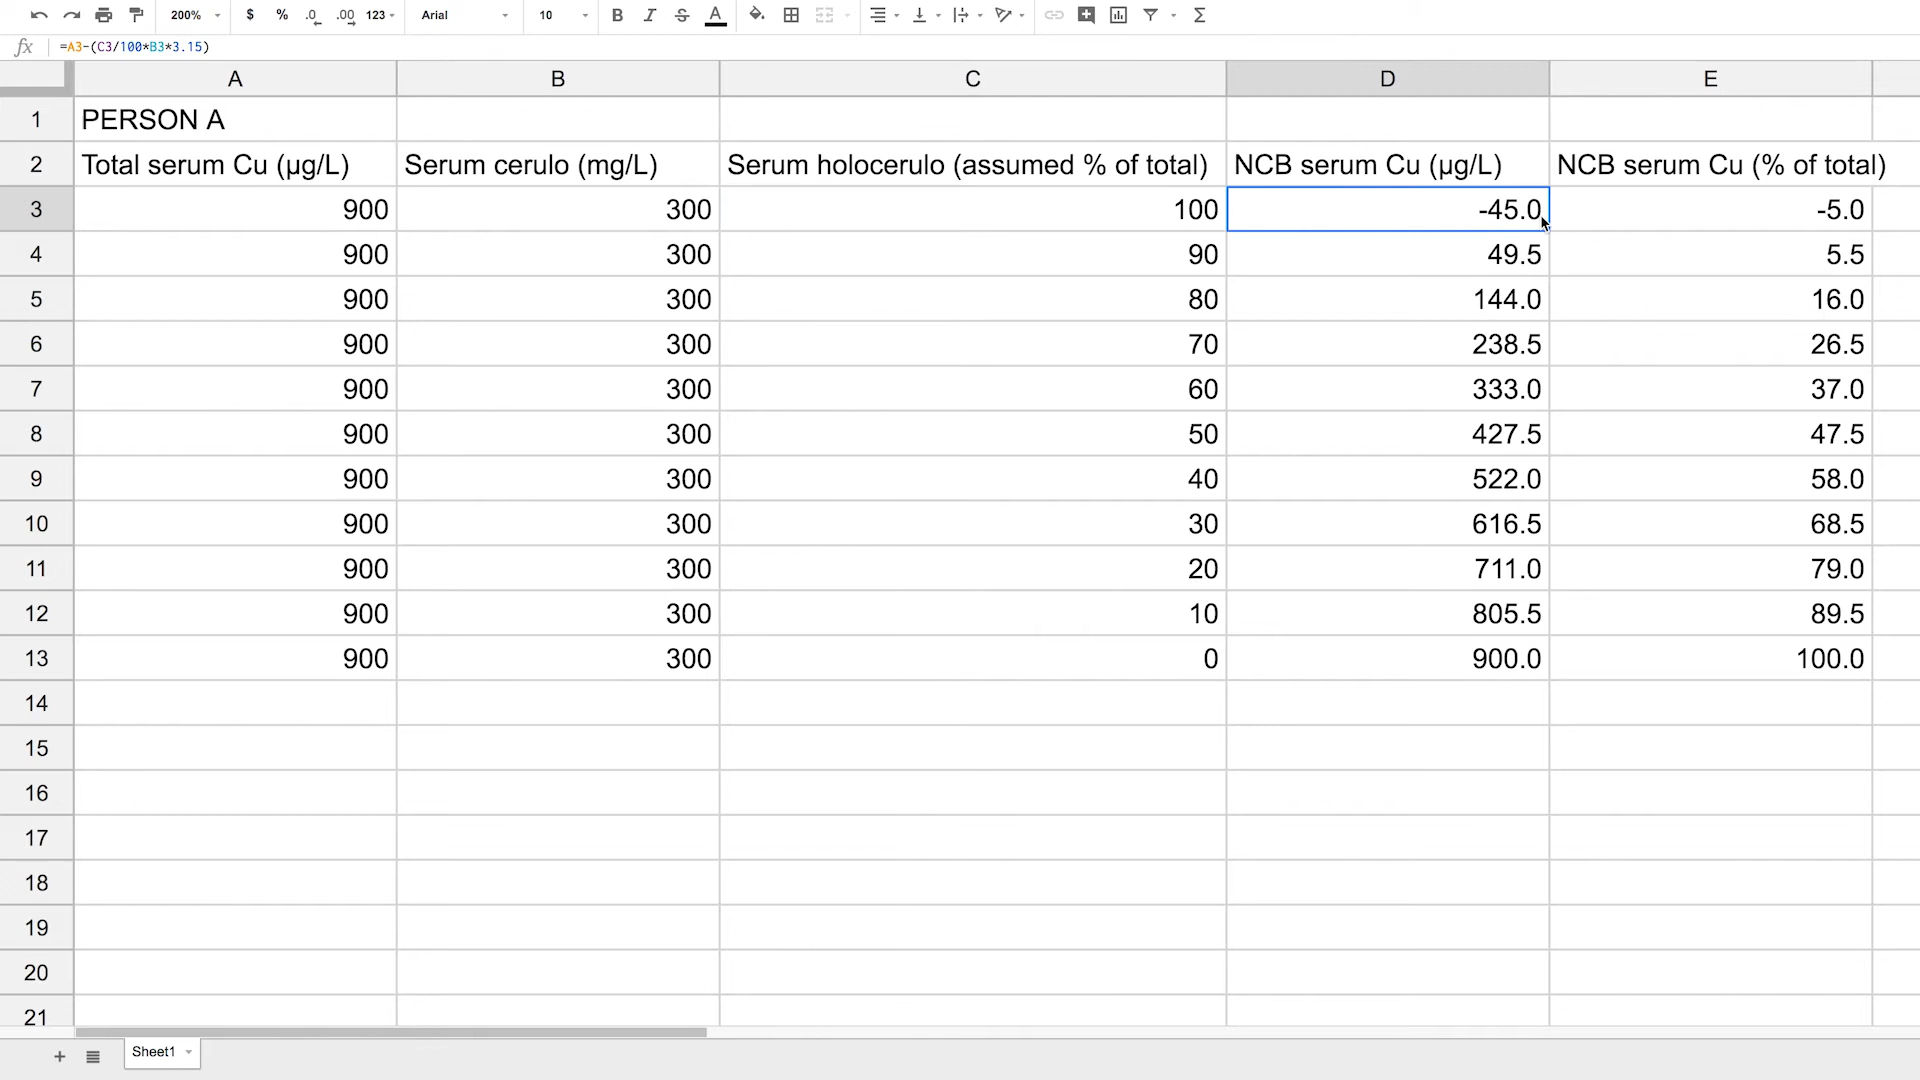 200% $ % .0 .00 123 Arial 10 B I S A Σ
fx =A3-(C3/100*B3*3.15)
A B C D E
1 PERSON A
2 Total serum Cu (µg/L) Serum cerulo (mg/L) Serum holocerulo (assumed % of total) NCB serum Cu (µg/L) NCB serum Cu (% of total)
3 900 300 100 -45.0 -5.0
4 900 300 90 49.5 5.5
5 900 300 80 144.0 16.0
6 900 300 70 238.5 26.5
7 900 300 60 333.0 37.0
8 900 300 50 427.5 47.5
9 900 300 40 522.0 58.0
10 900 300 30 616.5 68.5
11 900 300 20 711.0 79.0
12 900 300 10 805.5 89.5
13 900 300 0 900.0 100.0
14
15
16
17
18
19
20
21
+ Sheet1